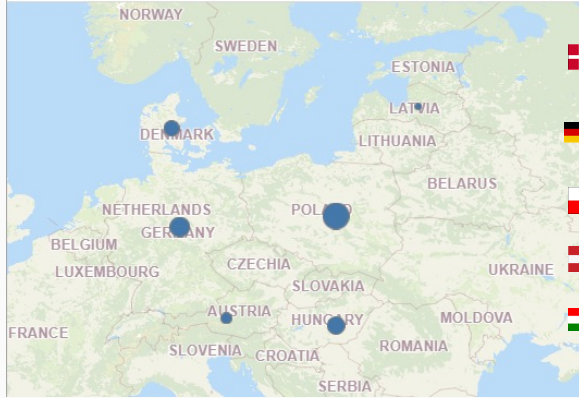 NORWAY
SWEDEN
ESTONIA
LATVIA
DENMARK
LITHUANIA
BELARUS
NETHERLANDS
POLAND
GERMANY
BELGIUM
CZECHIA
LUXEMBOURG
UKRAINE
SLOVAKIA
AUSTRIA
HUNGARY
MOLDOVA
FRANCE
SLOVENIA
CROATIA
ROMANIA
SERBIA